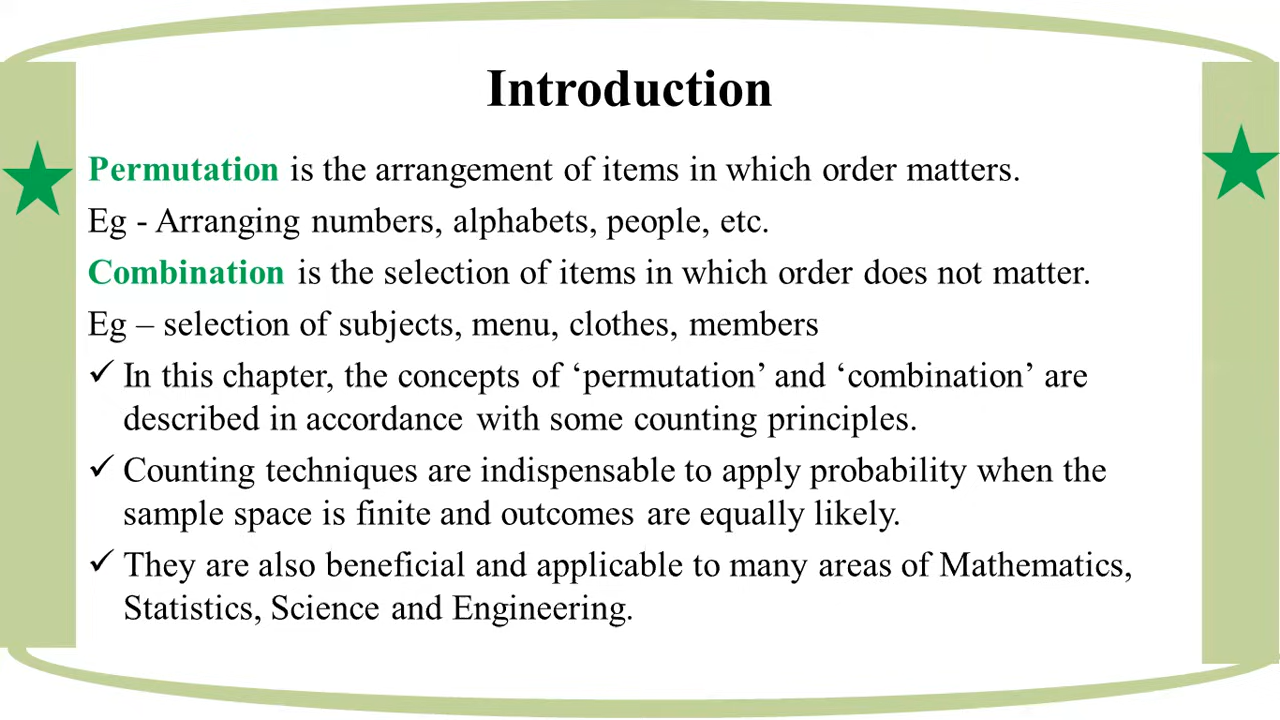 Introduction
Permutation is the arrangement of items in which order matters.
Eg - Arranging numbers, alphabets, people, etc.
Combination is the selection of items in which order does not matter.
Eg – selection of subjects, menu, clothes, members
✓ In this chapter, the concepts of ‘permutation’ and ‘combination’ are
described in accordance with some counting principles.
✓ Counting techniques are indispensable to apply probability when the
sample space is finite and outcomes are equally likely.
✓ They are also beneficial and applicable to many areas of Mathematics,
Statistics, Science and Engineering.